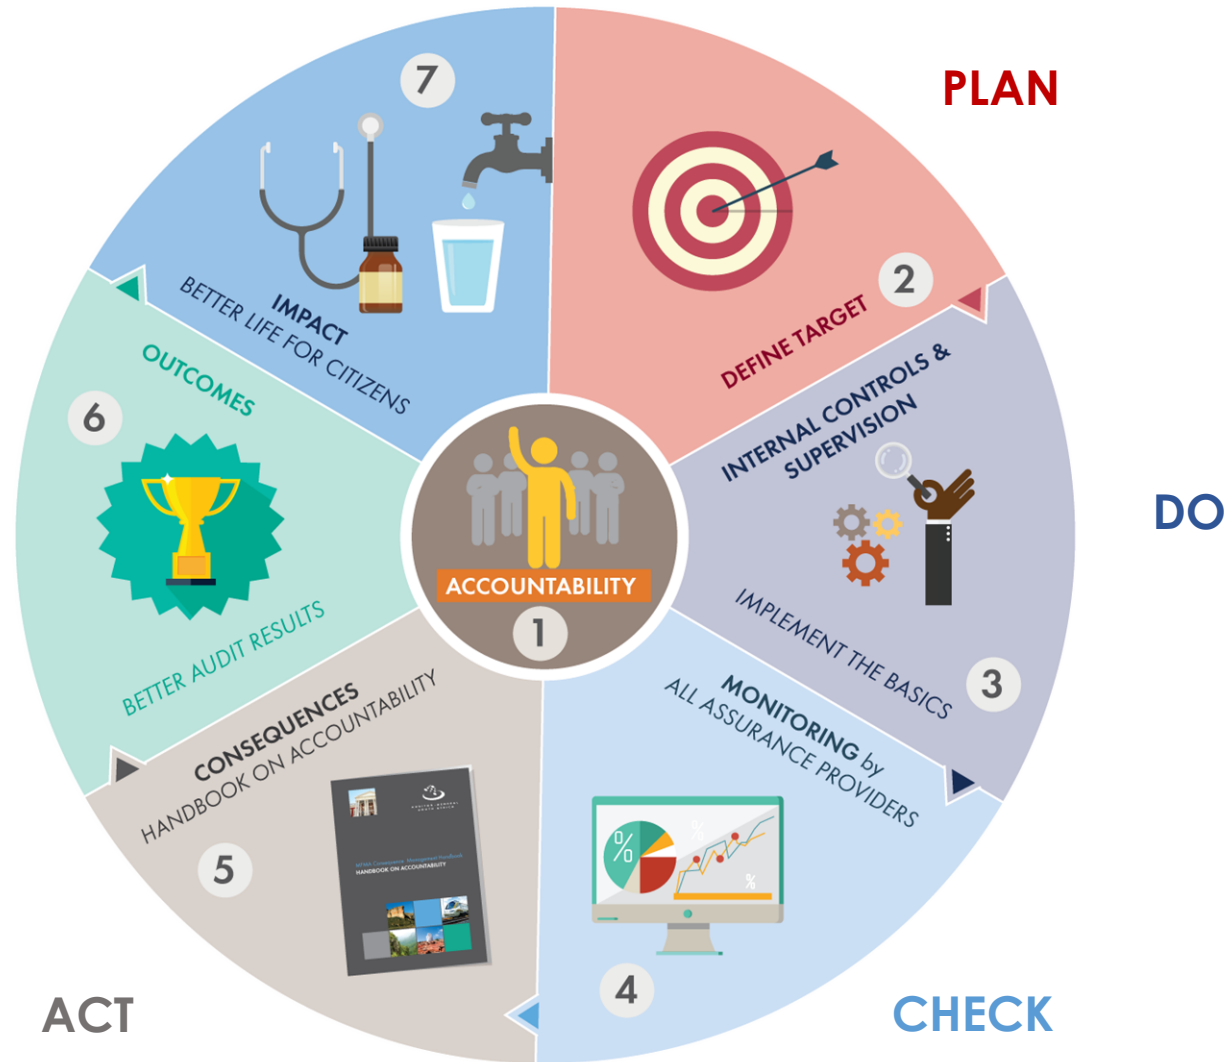 PLAN
DO
CHECK
ACT
1
ACCOUNTABILITY
2
DEFINE TARGET
3
INTERNAL CONTROLS &
SUPERVISION
IMPLEMENT THE BASICS
4
MONITORING by
ALL ASSURANCE PROVIDERS
%
%
%
5
CONSEQUENCES
HANDBOOK ON ACCOUNTABILITY
HANDBOOK ON ACCOUNTABILITY
6
OUTCOMES
BETTER AUDIT RESULTS
7
IMPACT
BETTER LIFE FOR CITIZENS